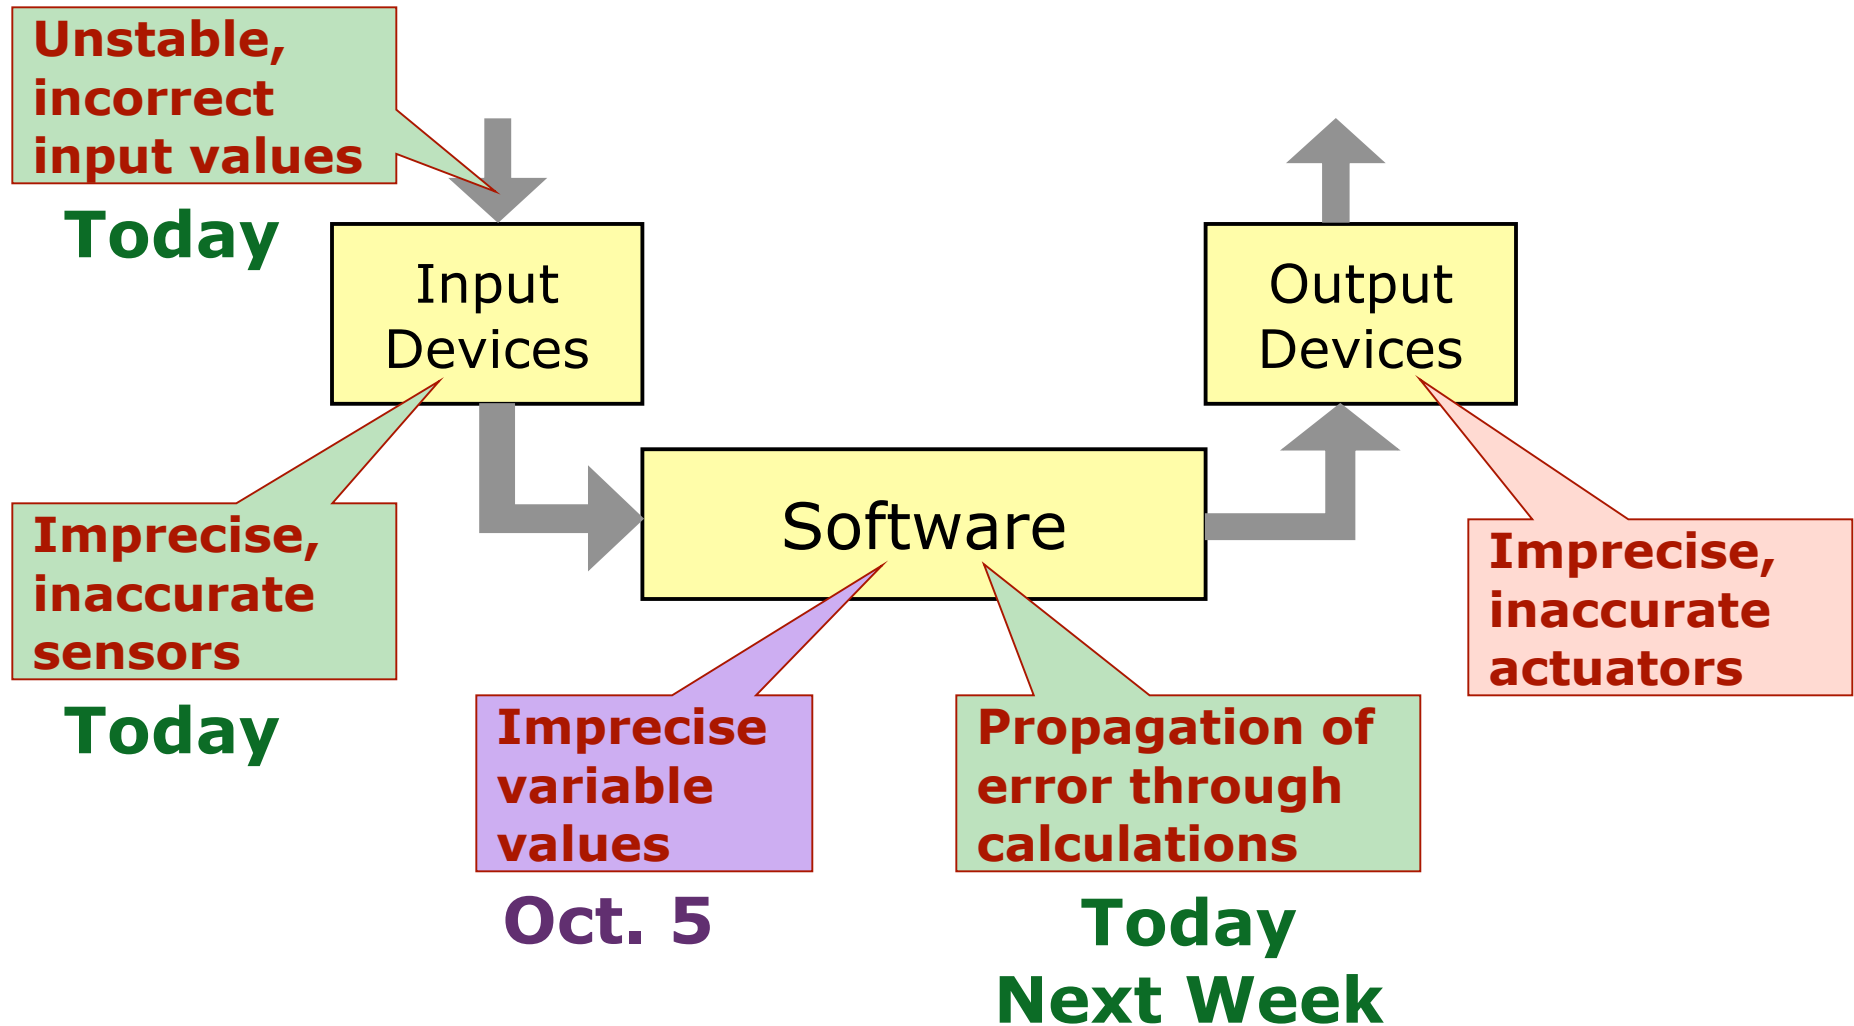 Unstable,
incorrect
input values
Today
Input
Devices
Output
Devices
Imprecise,
inaccurate
sensors
Today
Software
Imprecise,
inaccurate
actuators
Imprecise
variable
values
Oct. 5
Propagation of
error through
calculations
Today
Next Week